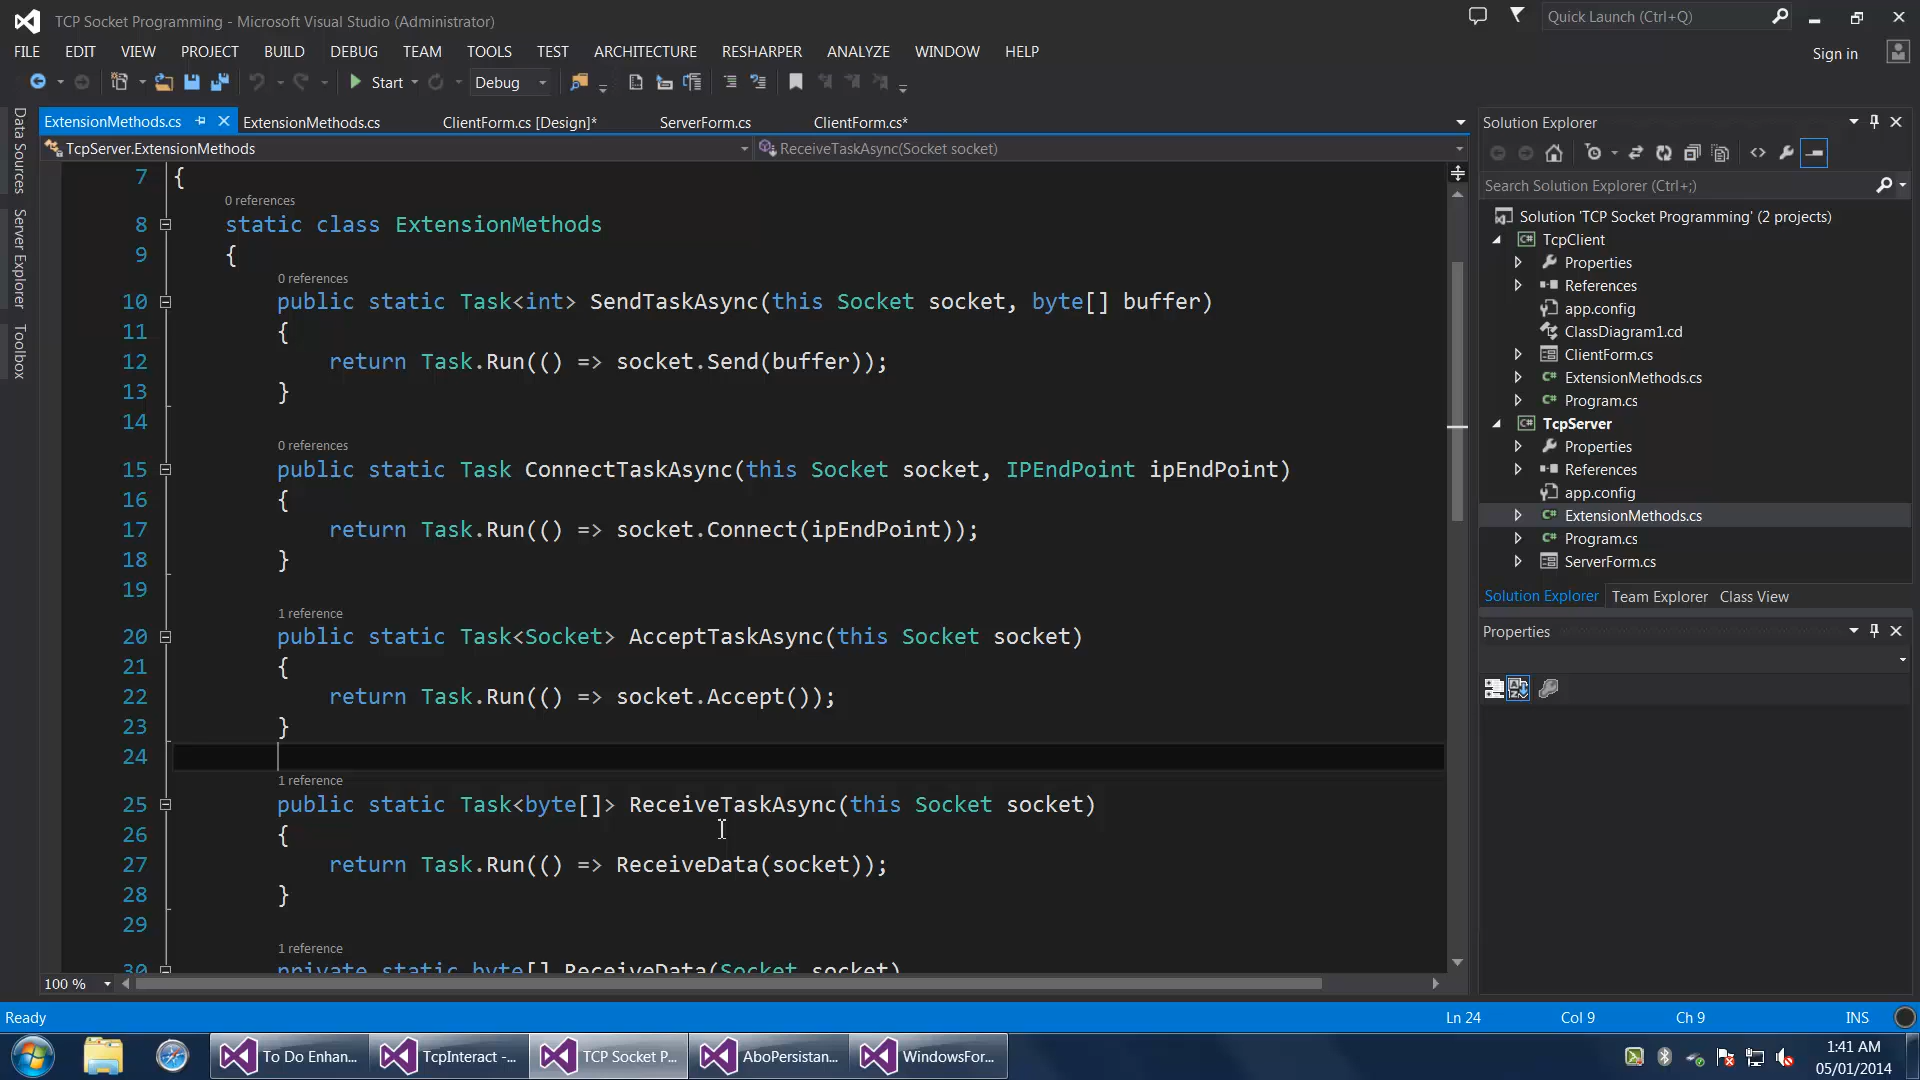 TCP Socket Programming - Microsoft Visual Studio (Administrator)
Quick Launch (Ctrl+Q)
FILE EDIT VIEW PROJECT BUILD DEBUG TEAM TOOLS TEST ARCHITECTURE RESHARPER ANALYZE WINDOW HELP
Sign in
Start Debug
Data Sources
Server Explorer
Toolbox
ExtensionMethods.cs ExtensionMethods.cs ClientForm.cs [Design]* ServerForm.cs ClientForm.cs*
TcpServer.ExtensionMethods ReceiveTaskAsync(Socket socket)
7 {
0 references
8 static class ExtensionMethods
9 {
0 references
10 public static Task<int> SendTaskAsync(this Socket socket, byte[] buffer)
11 {
12 return Task.Run(() => socket.Send(buffer));
13 }
14
0 references
15 public static Task ConnectTaskAsync(this Socket socket, IPEndPoint ipEndPoint)
16 {
17 return Task.Run(() => socket.Connect(ipEndPoint));
18 }
19
1 reference
20 public static Task<Socket> AcceptTaskAsync(this Socket socket)
21 {
22 return Task.Run(() => socket.Accept());
23 }
24
1 reference
25 public static Task<byte[]> ReceiveTaskAsync(this Socket socket)
26 {
27 return Task.Run(() => ReceiveData(socket));
28 }
29
1 reference
30 private static byte[] ReceiveData(Socket socket)
100 %
Solution Explorer
Search Solution Explorer (Ctrl+;)
Solution 'TCP Socket Programming' (2 projects)
TcpClient
Properties
References
app.config
ClassDiagram1.cd
ClientForm.cs
ExtensionMethods.cs
Program.cs
TcpServer
Properties
References
app.config
ExtensionMethods.cs
Program.cs
ServerForm.cs
Solution Explorer Team Explorer Class View
Properties
Ready Ln 24 Col 9 Ch 9 INS
To Do Enhan... TcpInteract -... TCP Socket P... AboPersistan... WindowsFor...
1:41 AM
05/01/2014